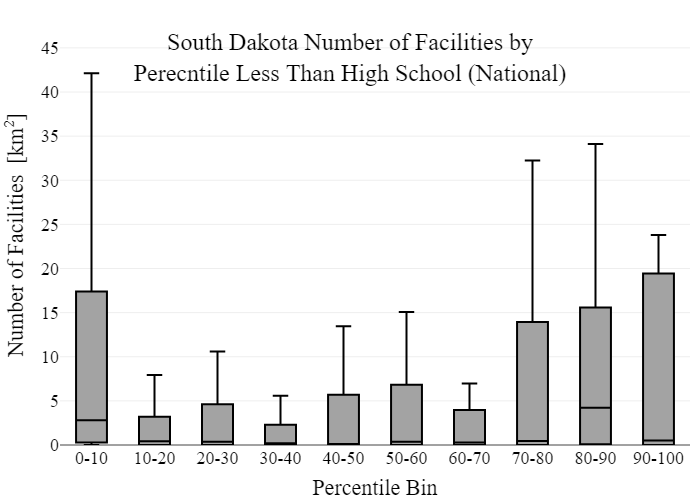 South Dakota Number of Facilities by
Perecntile Less Than High School (National)
Number of Facilities [km²]
45
40
35
30
25
20
15
10
5
0
0-10 10-20 20-30 30-40 40-50 50-60 60-70 70-80 80-90 90-100
Percentile Bin